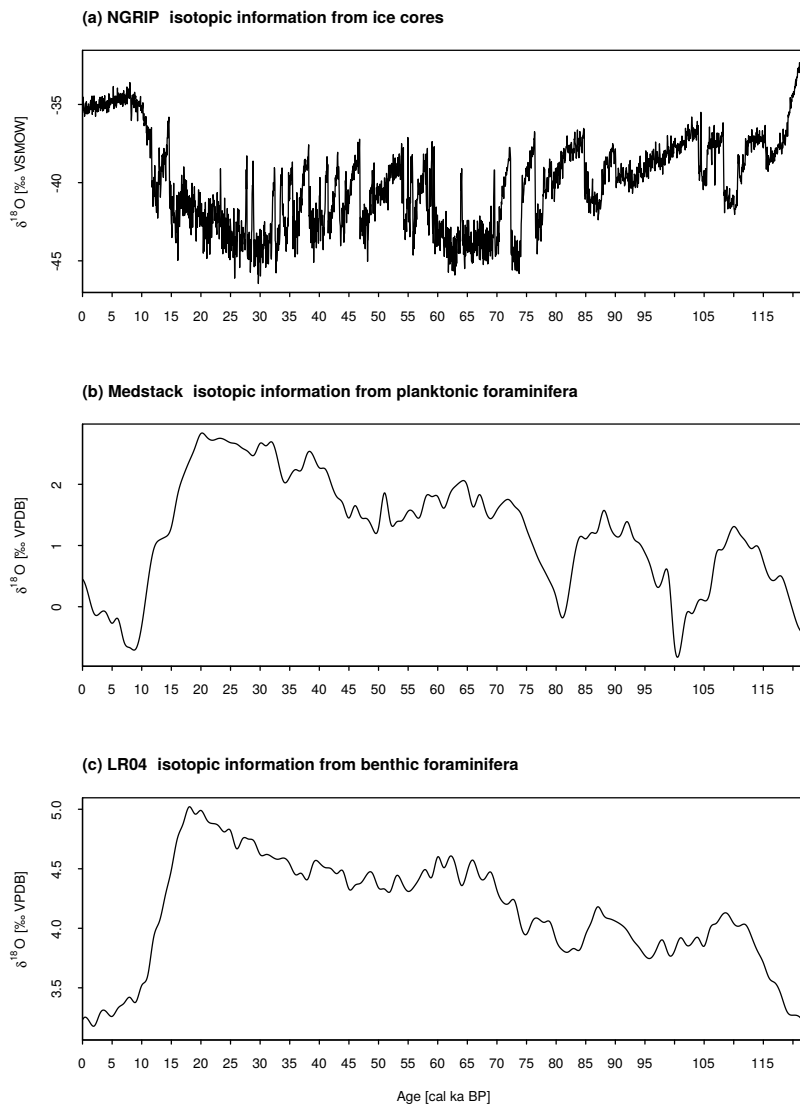 (a) NGRIP  isotopic information from ice cores
-35
-40
-45
δ18O [‰ VSMOW]
0 5 10 15 20 25 30 35 40 45 50 55 60 65 70 75 80 85 90 95 105 115
(b) Medstack  isotopic information from planktonic foraminifera
2
1
0
δ18O [‰ VPDB]
0 5 10 15 20 25 30 35 40 45 50 55 60 65 70 75 80 85 90 95 105 115
(c) LR04  isotopic information from benthic foraminifera
5.0
4.5
4.0
3.5
δ18O [‰ VPDB]
0 5 10 15 20 25 30 35 40 45 50 55 60 65 70 75 80 85 90 95 105 115
Age [cal ka BP]